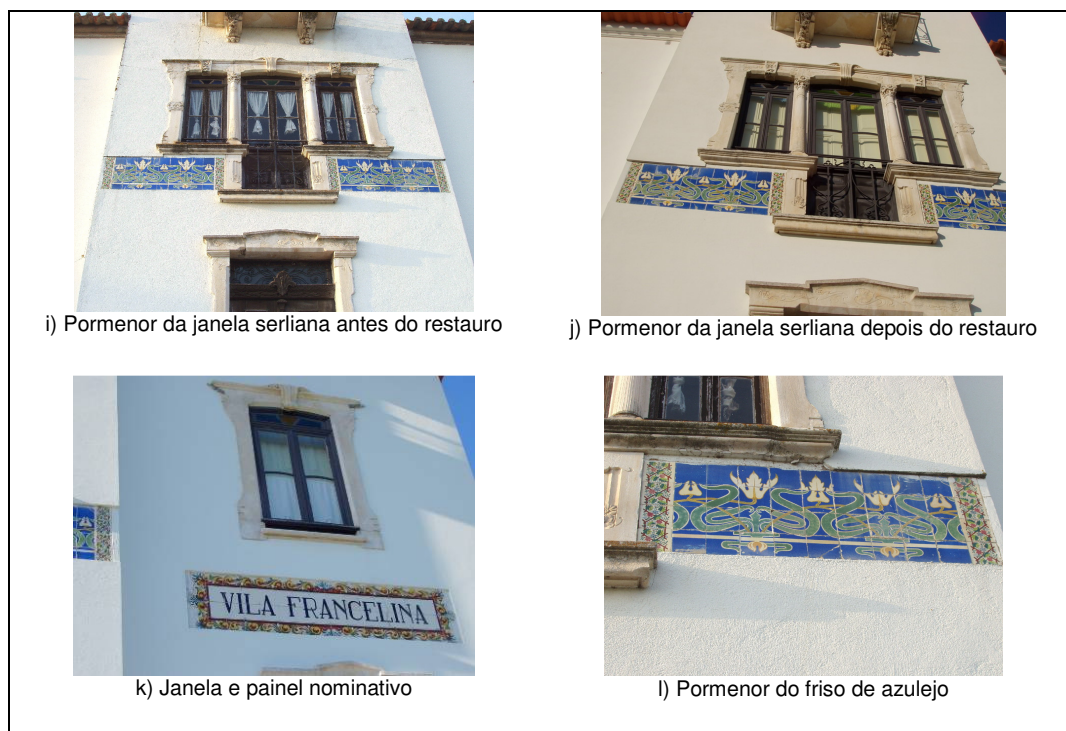 i) Pormenor da janela serliana antes do restauro
j) Pormenor da janela serliana depois do restauro
VILA FRANCELINA
k) Janela e painel nominativo
l) Pormenor do friso de azulejo